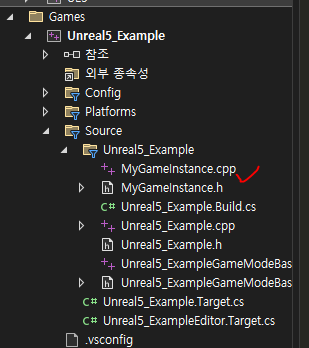 Games
Unreal5_Example
참조
외부 종속성
Config
Platforms
Source
Unreal5_Example
MyGameInstance.cpp
MyGameInstance.h
C# Unreal5_Example.Build.cs
Unreal5_Example.cpp
Unreal5_Example.h
Unreal5_ExampleGameModeBas
Unreal5_ExampleGameModeBas
C# Unreal5_Example.Target.cs
C# Unreal5_ExampleEditor.Target.cs
.vsconfig